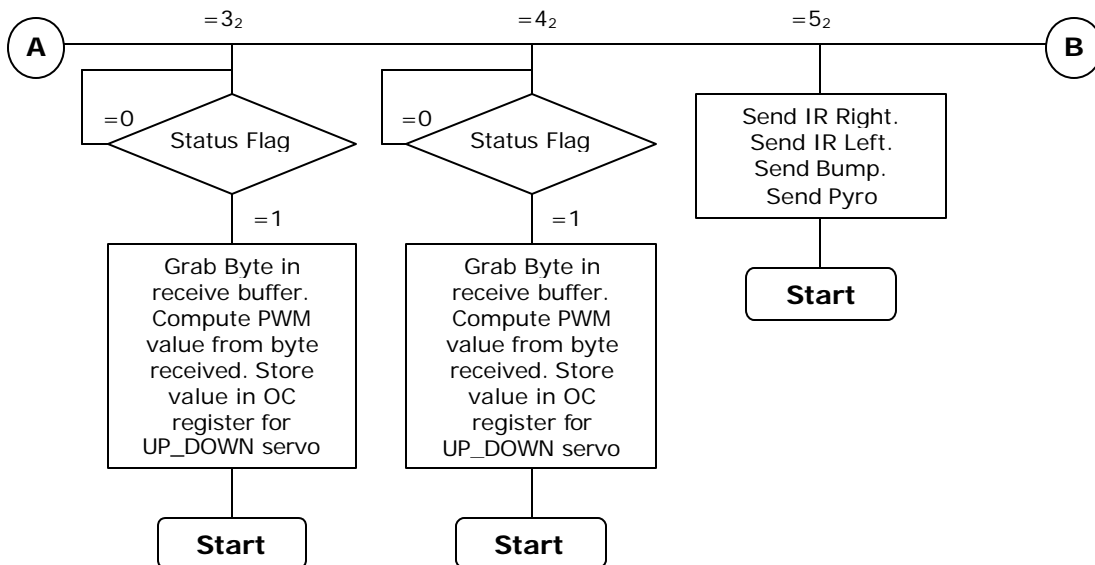 =3₂
=4₂
=5₂
A
B
=0
Status Flag
=1
Grab Byte in
receive buffer.
Compute PWM
value from byte
received. Store
value in OC
register for
UP_DOWN servo
Start
=0
Status Flag
=1
Grab Byte in
receive buffer.
Compute PWM
value from byte
received. Store
value in OC
register for
UP_DOWN servo
Start
Send IR Right.
Send IR Left.
Send Bump.
Send Pyro
Start